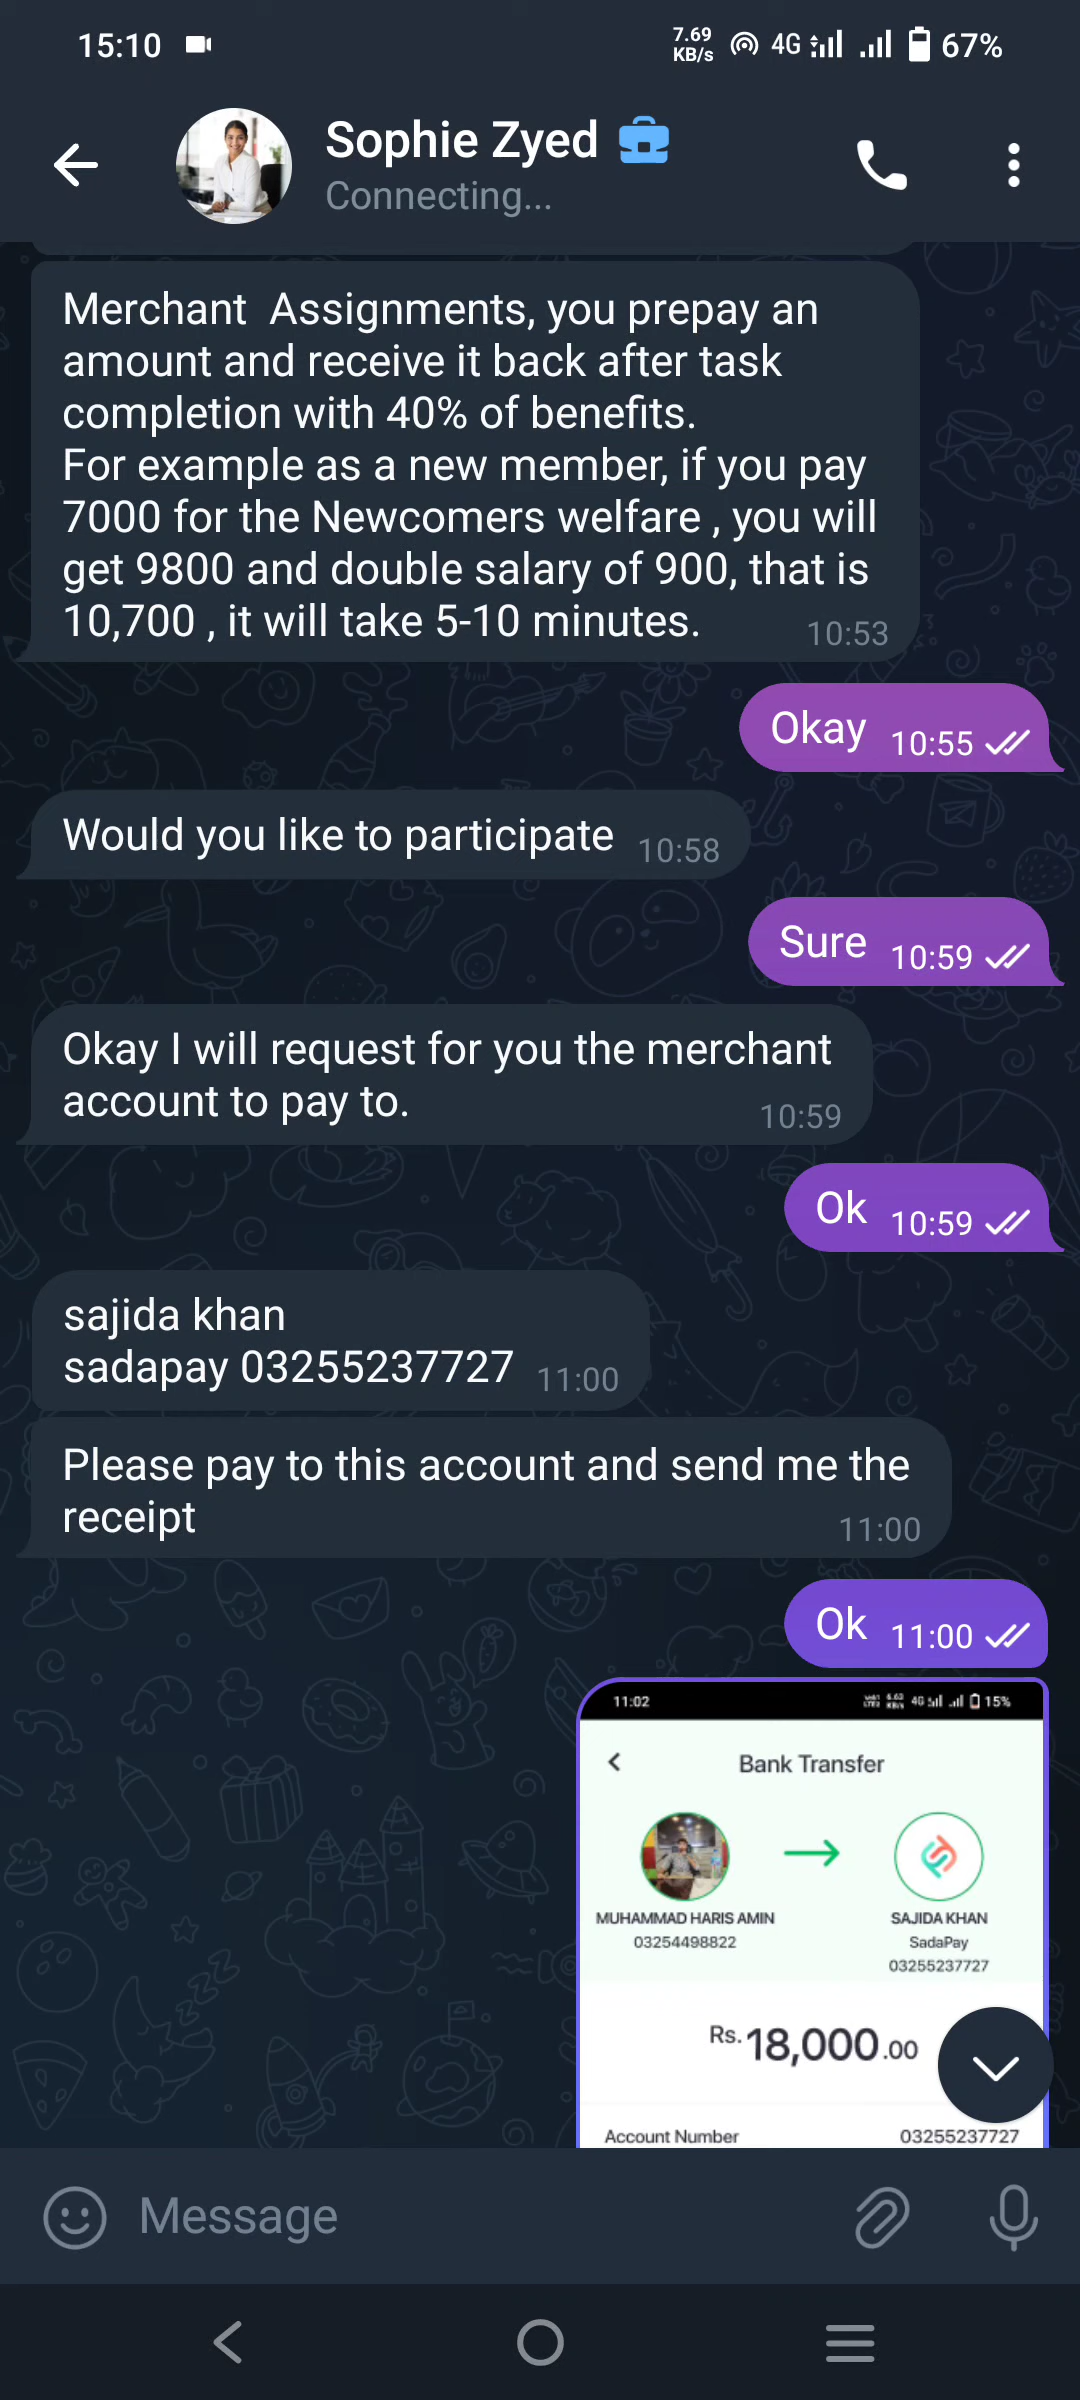 15:10
7.69
KB/s
4G
67%
Sophie Zyed
Connecting...
Merchant  Assignments, you prepay an
amount and receive it back after task
completion with 40% of benefits.
For example as a new member, if you pay
7000 for the Newcomers welfare , you will
get 9800 and double salary of 900, that is
10,700 , it will take 5-10 minutes.
10:53
Okay 10:55
Would you like to participate 10:58
Sure 10:59
Okay I will request for you the merchant
account to pay to.
10:59
Ok 10:59
sajida khan
sadapay 03255237727 11:00
Please pay to this account and send me the
receipt
11:00
Ok 11:00
11:02
4G
15%
Bank Transfer
MUHAMMAD HARIS AMIN
03254498822
SAJIDA KHAN
SadaPay
03255237727
Rs. 18,000.00
Account Number 03255237727
Message